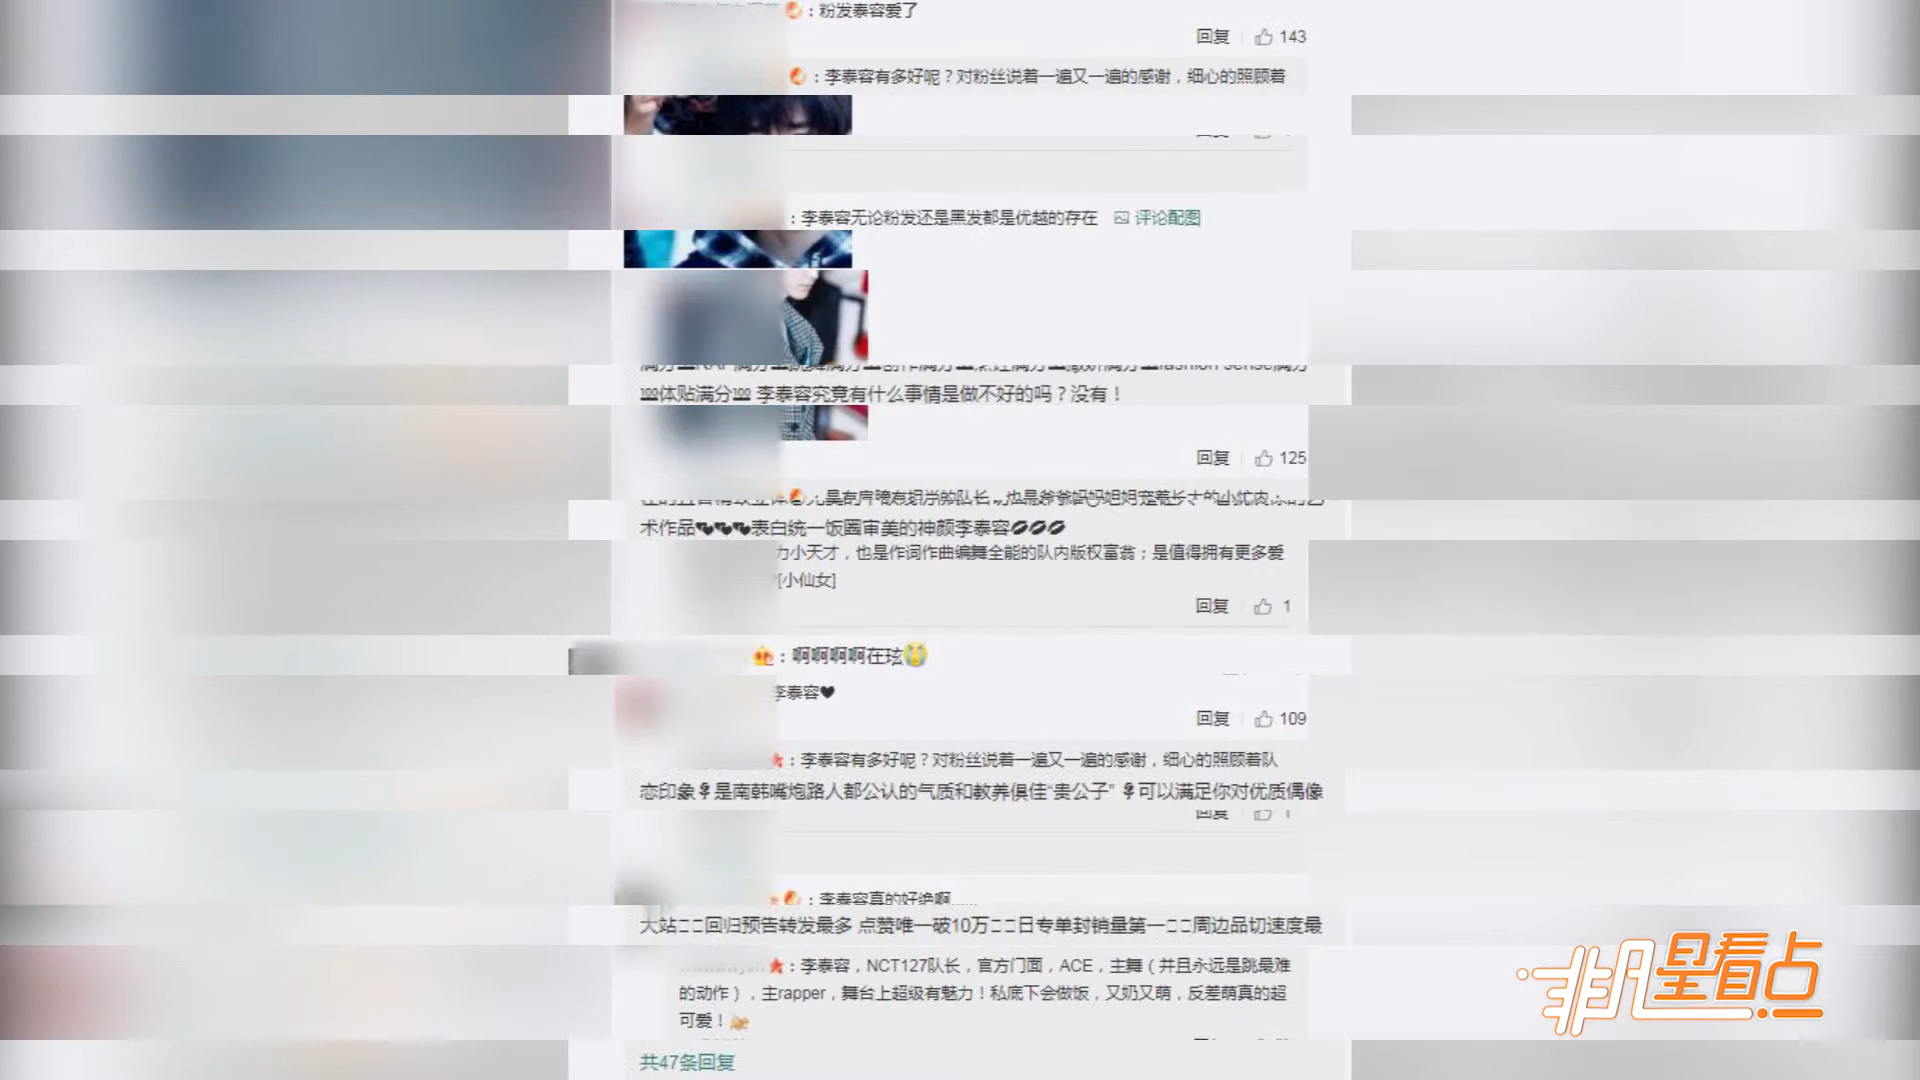 ：粉发泰容爱了
回复 143
：李泰容有多好呢？对粉丝说着一遍又一遍的感谢，细心的照顾着
：李泰容无论粉发还是黑发都是优越的存在 评论配图
💯体贴满分💯 李泰容究竟有什么事情是做不好的吗？没有！
回复 125
术作品💕💕💕表白统一饭圈审美的神颜李泰容💋💋💋
力小天才，也是作词作曲编舞全能的队内版权富翁；是值得拥有更多爱
[小仙女]
回复 1
：啊啊啊啊在玹😭
李泰容♥
回复 109
：李泰容有多好呢？对粉丝说着一遍又一遍的感谢，细心的照顾着队
恋印象🌹是南韩嘴炮路人都公认的气质和教养俱佳“贵公子” 🌹可以满足你对优质偶像
回复 1
：李泰容真的好绝啊......
大站□□回归预告转发最多 点赞唯一破10万□□日专单封销量第一□□周边品切速度最
：李泰容，NCT127队长，官方门面，ACE，主舞（并且永远是跳最难
的动作），主rapper，舞台上超级有魅力！私底下会做饭，又奶又萌，反差萌真的超
可爱！
共47条回复
非凡星看点